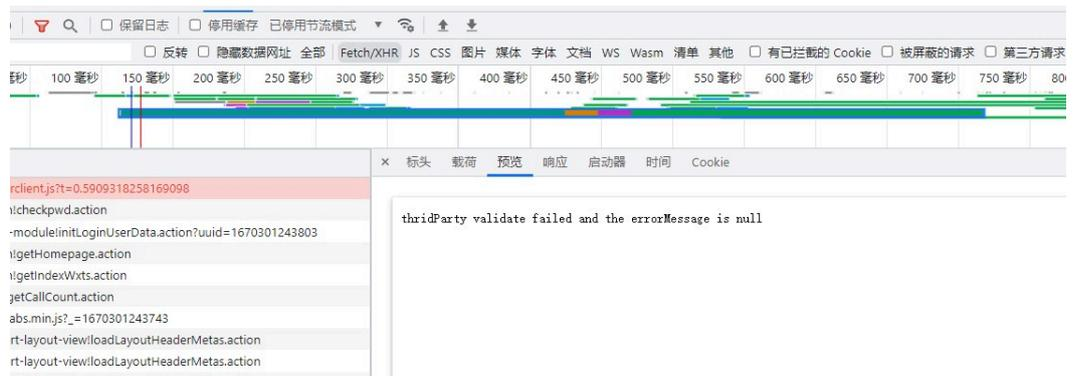 保留日志 停用缓存 已停用节流模式
反转 隐藏数据网址 全部 Fetch/XHR JS CSS 图片 媒体 字体 文档 WS Wasm 清单 其他 有已拦截的 Cookie 被屏蔽的请求 第三方请求
毫秒 100 毫秒 150 毫秒 200 毫秒 250 毫秒 300 毫秒 350 毫秒 400 毫秒 450 毫秒 500 毫秒 550 毫秒 600 毫秒 650 毫秒 700 毫秒 750 毫秒 80
× 标头 载荷 预览 响应 启动器 时间 Cookie
rclient.js?t=0.5909318258169098
!checkpwd.action
-module!initLoginUserData.action?uuid=1670301243803
!getHomepage.action
!getIndexWxts.action
getCallCount.action
abs.min.js?_=1670301243743
rt-layout-view!loadLayoutHeaderMetas.action
rt-layout-view!loadLayoutHeaderMetas.action
thridParty validate failed and the errorMessage is null